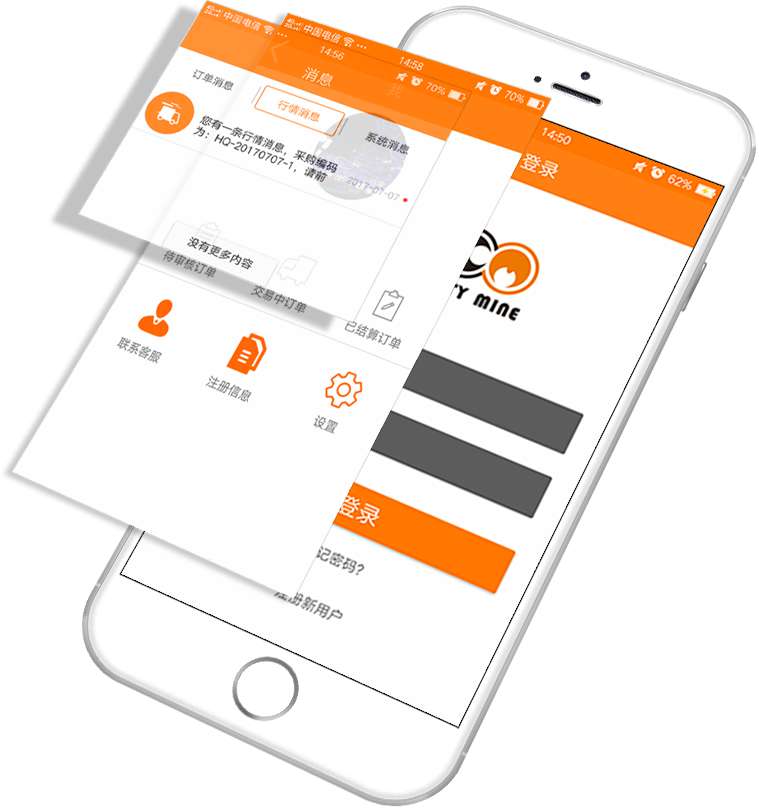 中国电信
14:56
70%
消息
订单消息
行情消息
系统消息
您有一条行情消息，采购编码
为：HQ-20170707-1，请前
2017-07-07
没有更多内容
中国电信
14:58
70%
我
待审核订单
交易中订单
已结算订单
联系客服
注册信息
设置
14:50
62%
登录
CO
TY MINE
登录
记密码?
注册新用户